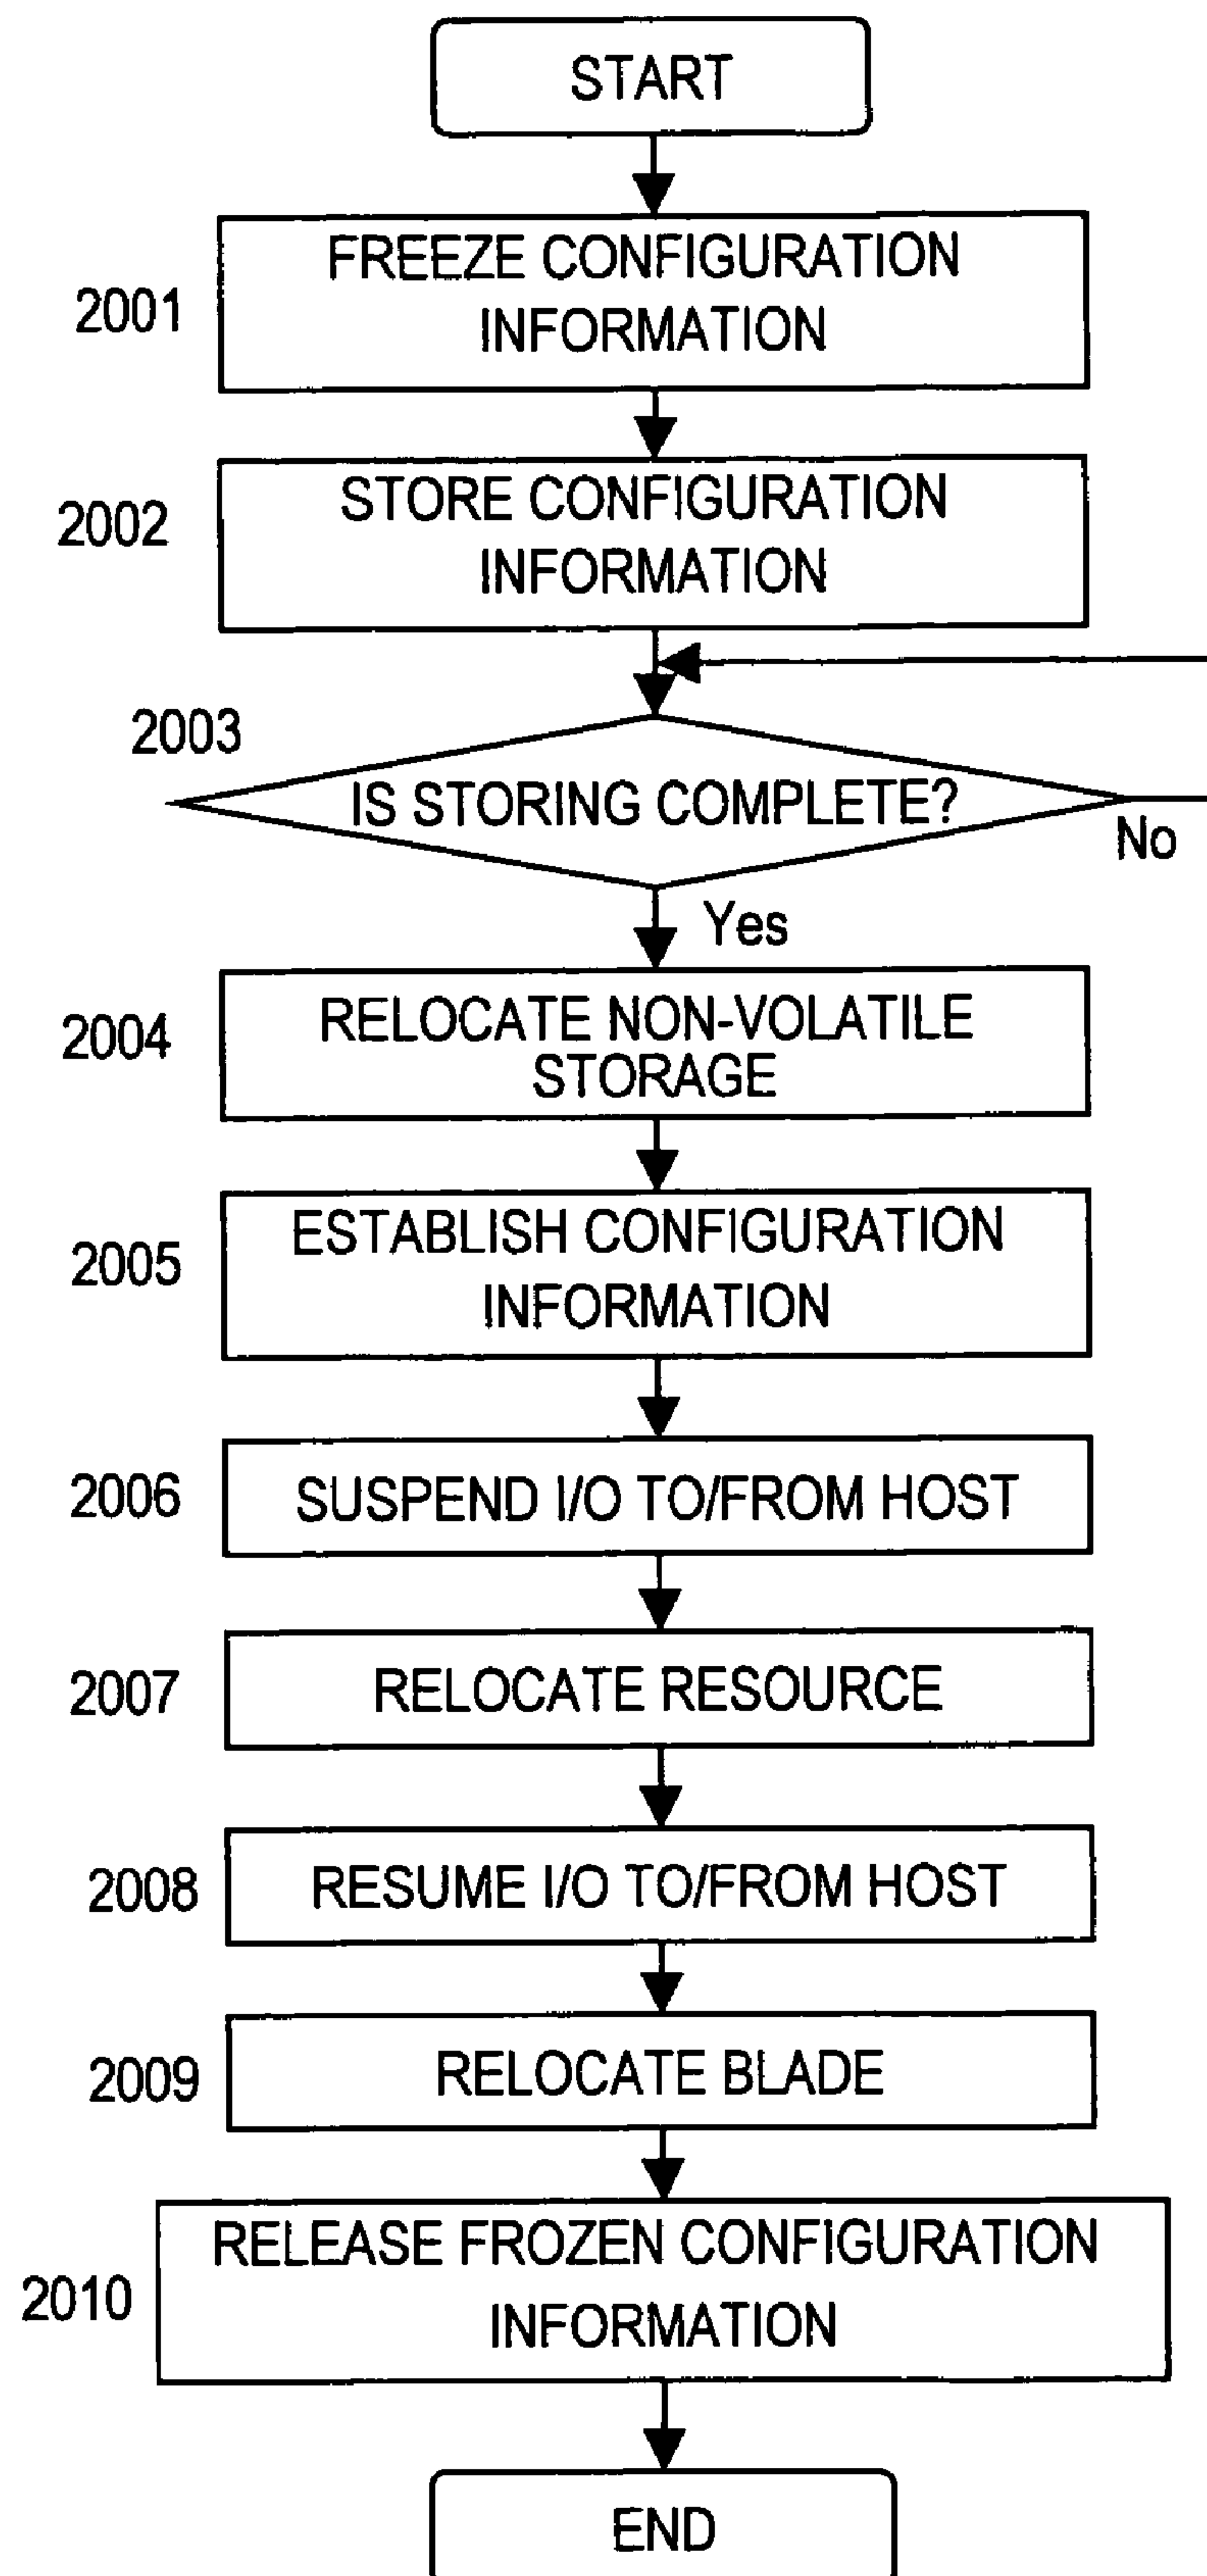 START
2001
FREEZE CONFIGURATION
INFORMATION
2002
STORE CONFIGURATION
INFORMATION
2003
IS STORING COMPLETE?
No
Yes
2004
RELOCATE NON-VOLATILE
STORAGE
2005
ESTABLISH CONFIGURATION
INFORMATION
2006
SUSPEND I/O TO/FROM HOST
2007
RELOCATE RESOURCE
2008
RESUME I/O TO/FROM HOST
2009
RELOCATE BLADE
2010
RELEASE FROZEN CONFIGURATION
INFORMATION
END